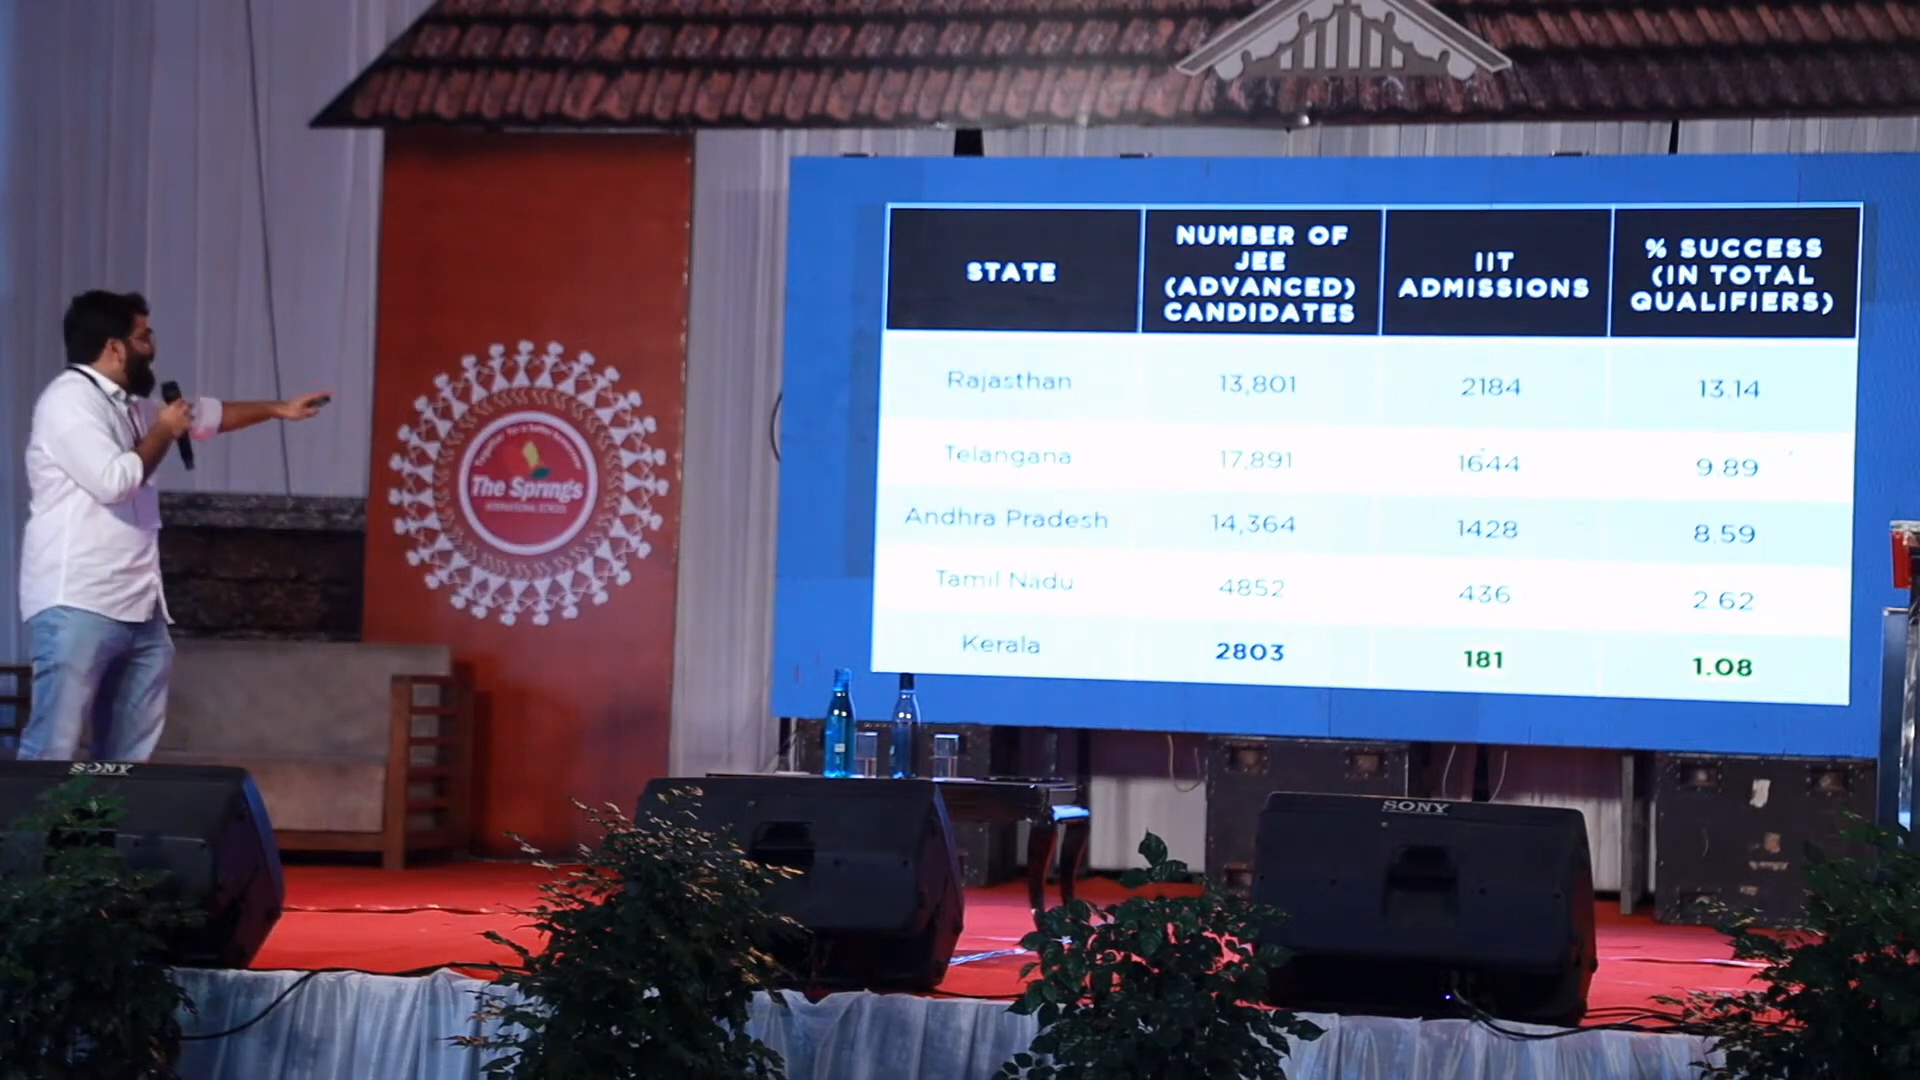 STATE
NUMBER OF
JEE
(ADVANCED)
CANDIDATES
IIT
ADMISSIONS
% SUCCESS
(IN TOTAL
QUALIFIERS)
Rajasthan 13,801 2184 13.14
Telangana 17,891 1644 9.89
Andhra Pradesh 14,364 1428 8.59
Tamil Nadu 4852 436 2.62
Kerala 2803 181 1.08
The Springs
SONY
SONY